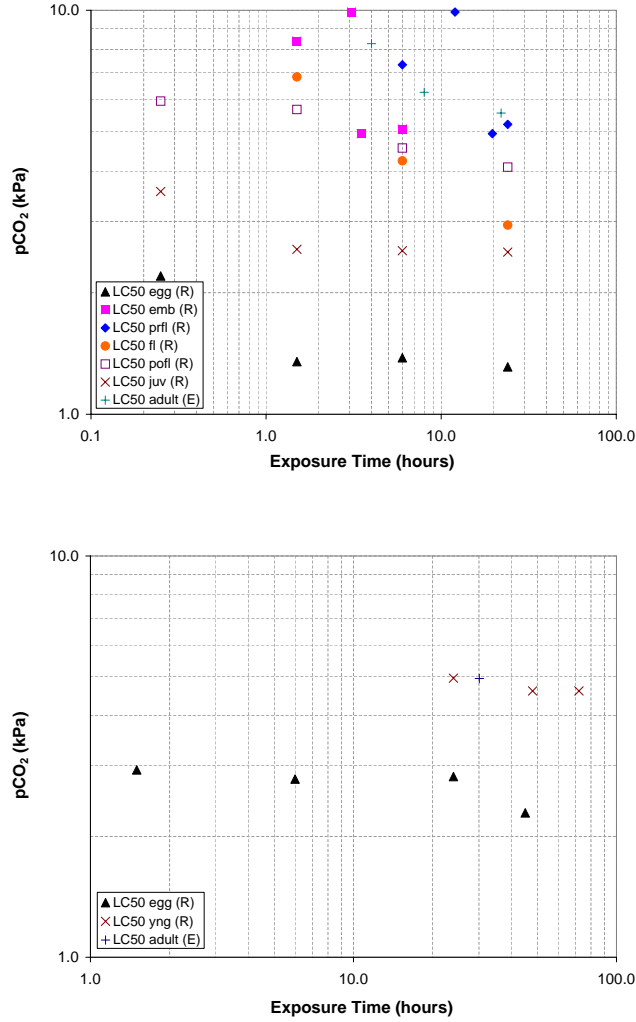 10.0
pCO2 (kPa)
LC50 egg (R)
LC50 emb (R)
LC50 prfl (R)
LC50 fl (R)
LC50 pofl (R)
LC50 juv (R)
LC50 adult (E)
1.0
0.1 1.0 10.0 100.0
Exposure Time (hours)
10.0
pCO2 (kPa)
LC50 egg (R)
LC50 yng (R)
LC50 adult (E)
1.0
1.0 10.0 100.0
Exposure Time (hours)